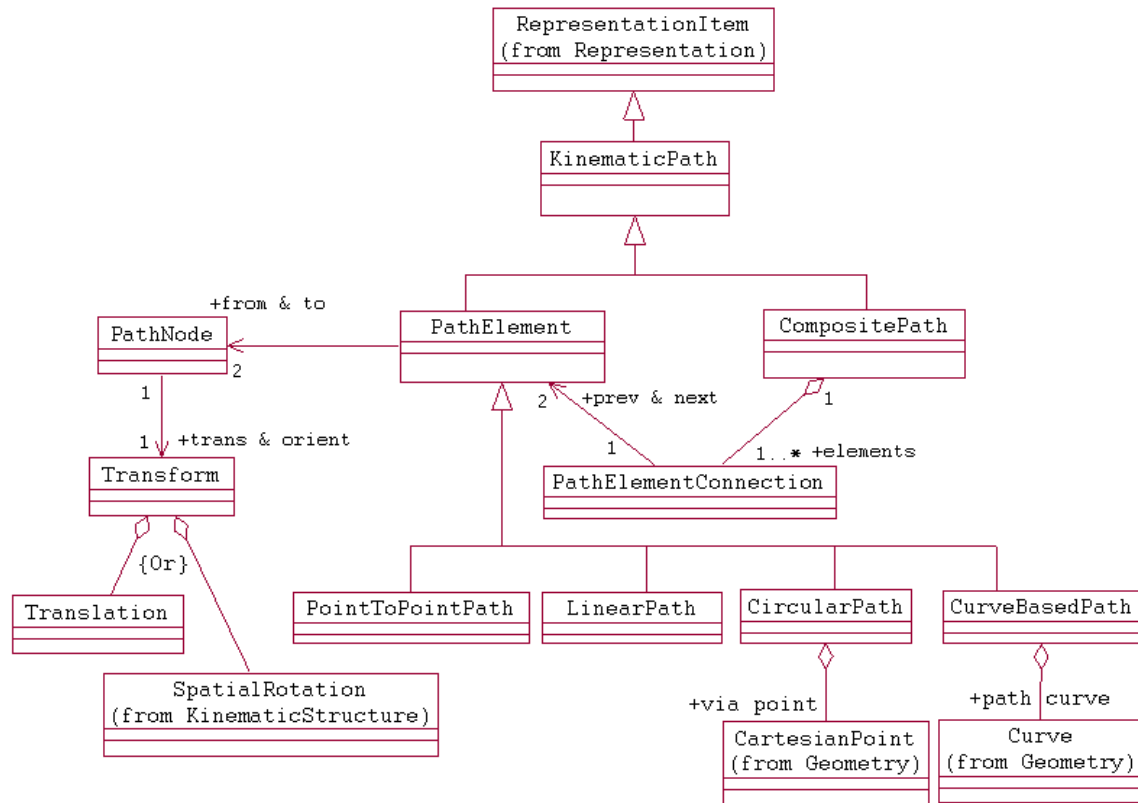 RepresentationItem
(from Representation)
KinematicPath
+from & to
PathNode
PathElement
CompositePath
2
1
2
+prev & next
1
1
+trans & orient
1
1..* +elements
Transform
PathElementConnection
{Or}
Translation
PointToPointPath
LinearPath
CircularPath
CurveBasedPath
SpatialRotation
(from KinematicStructure)
+via point
+path curve
CartesianPoint
(from Geometry)
Curve
(from Geometry)